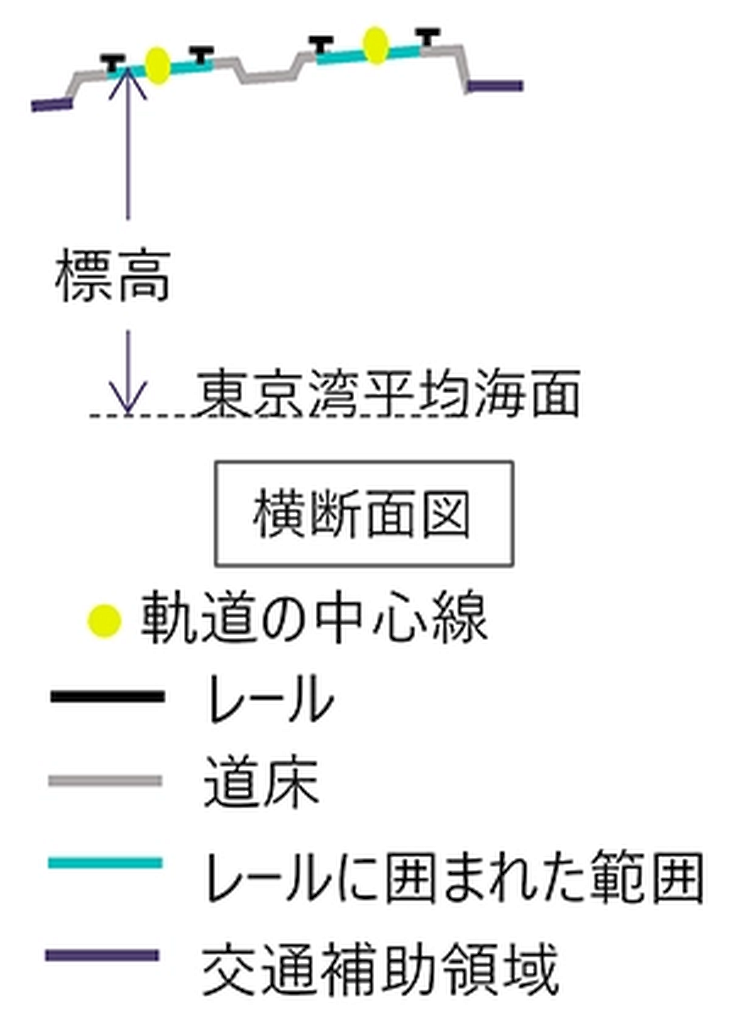 標高
東京湾平均海面
横断面図
軌道の中心線
レール
道床
レールに囲まれた範囲
交通補助領域